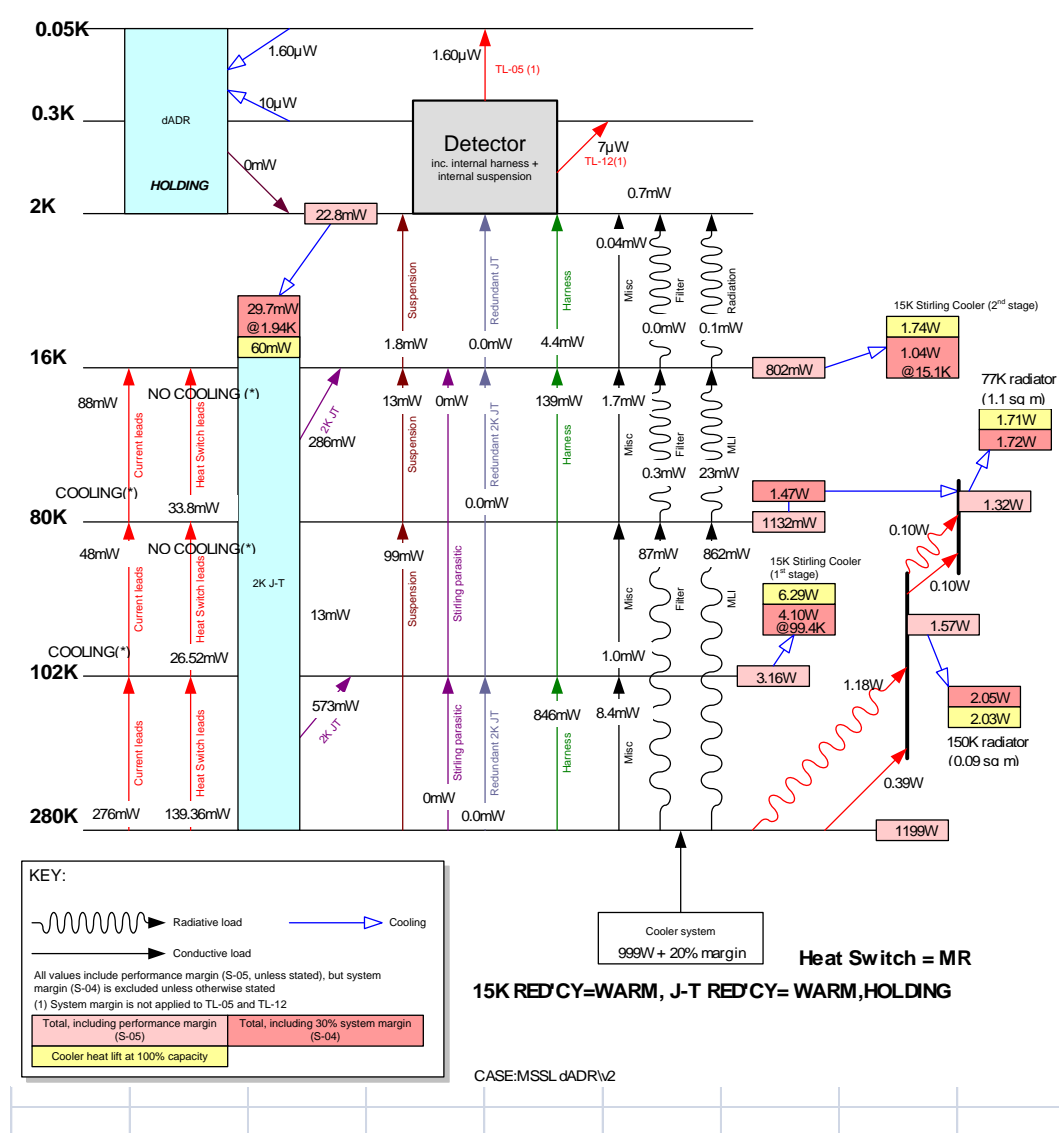 0.05K
1.60µW
1.60µW
TL-05 (1)
10µW
0.3K
dADR
Detector
inc. internal harness +
internal suspension
7µW
TL-12(1)
0mW
HOLDING
0.7mW
2K
22.8mW
0.04mW
Suspension
Redundant JT
Harness
Misc
Filter
Radiation
29.7mW
@1.94K
60mW
1.8mW
0.0mW
4.4mW
0.0mW
0.1mW
15K Stirling Cooler (2nd stage)
1.74W
1.04W
@15.1K
16K
802mW
88mW
NO COOLING (*)
13mW
0mW
139mW
1.7mW
77K radiator
(1.1 sq m)
1.71W
1.72W
Current leads
Heat Switch leads
2K JT
286mW
Suspension
Redundant 2K JT
Harness
Misc
Filter
MLI
0.3mW
23mW
COOLING(*)
33.8mW
0.0mW
1.47W
1.32W
80K
1132mW
48mW
NO COOLING(*)
99mW
87mW
862mW
0.10W
0.10W
Current leads
Heat Switch leads
2K J-T
Suspension
Stirling parasitic
Misc
Filter
MLI
15K Stirling Cooler
(1st stage)
6.29W
4.10W
@99.4K
13mW
1.57W
COOLING(*)
26.52mW
1.0mW
102K
3.16W
1.18W
2.05W
2.03W
573mW
2K JT
846mW
8.4mW
Current leads
Heat Switch leads
Stirling parasitic
Redundant 2K JT
Harness
Misc
150K radiator
(0.09 sq m)
0.39W
0mW
276mW
139.36mW
0.0mW
280K
1199W
KEY:
Radiative load
Cooling
Conductive load
All values include performance margin (S-05, unless stated), but system
margin (S-04) is excluded unless otherwise stated
(1) System margin is not applied to TL-05 and TL-12
Total, including performance margin
(S-05)
Total, including 30% system margin
(S-04)
Cooler heat lift at 100% capacity
Cooler system
999W + 20% margin
Heat Switch = MR
15K RED'CY=WARM, J-T RED'CY= WARM,HOLDING
CASE:MSSL dADR\v2